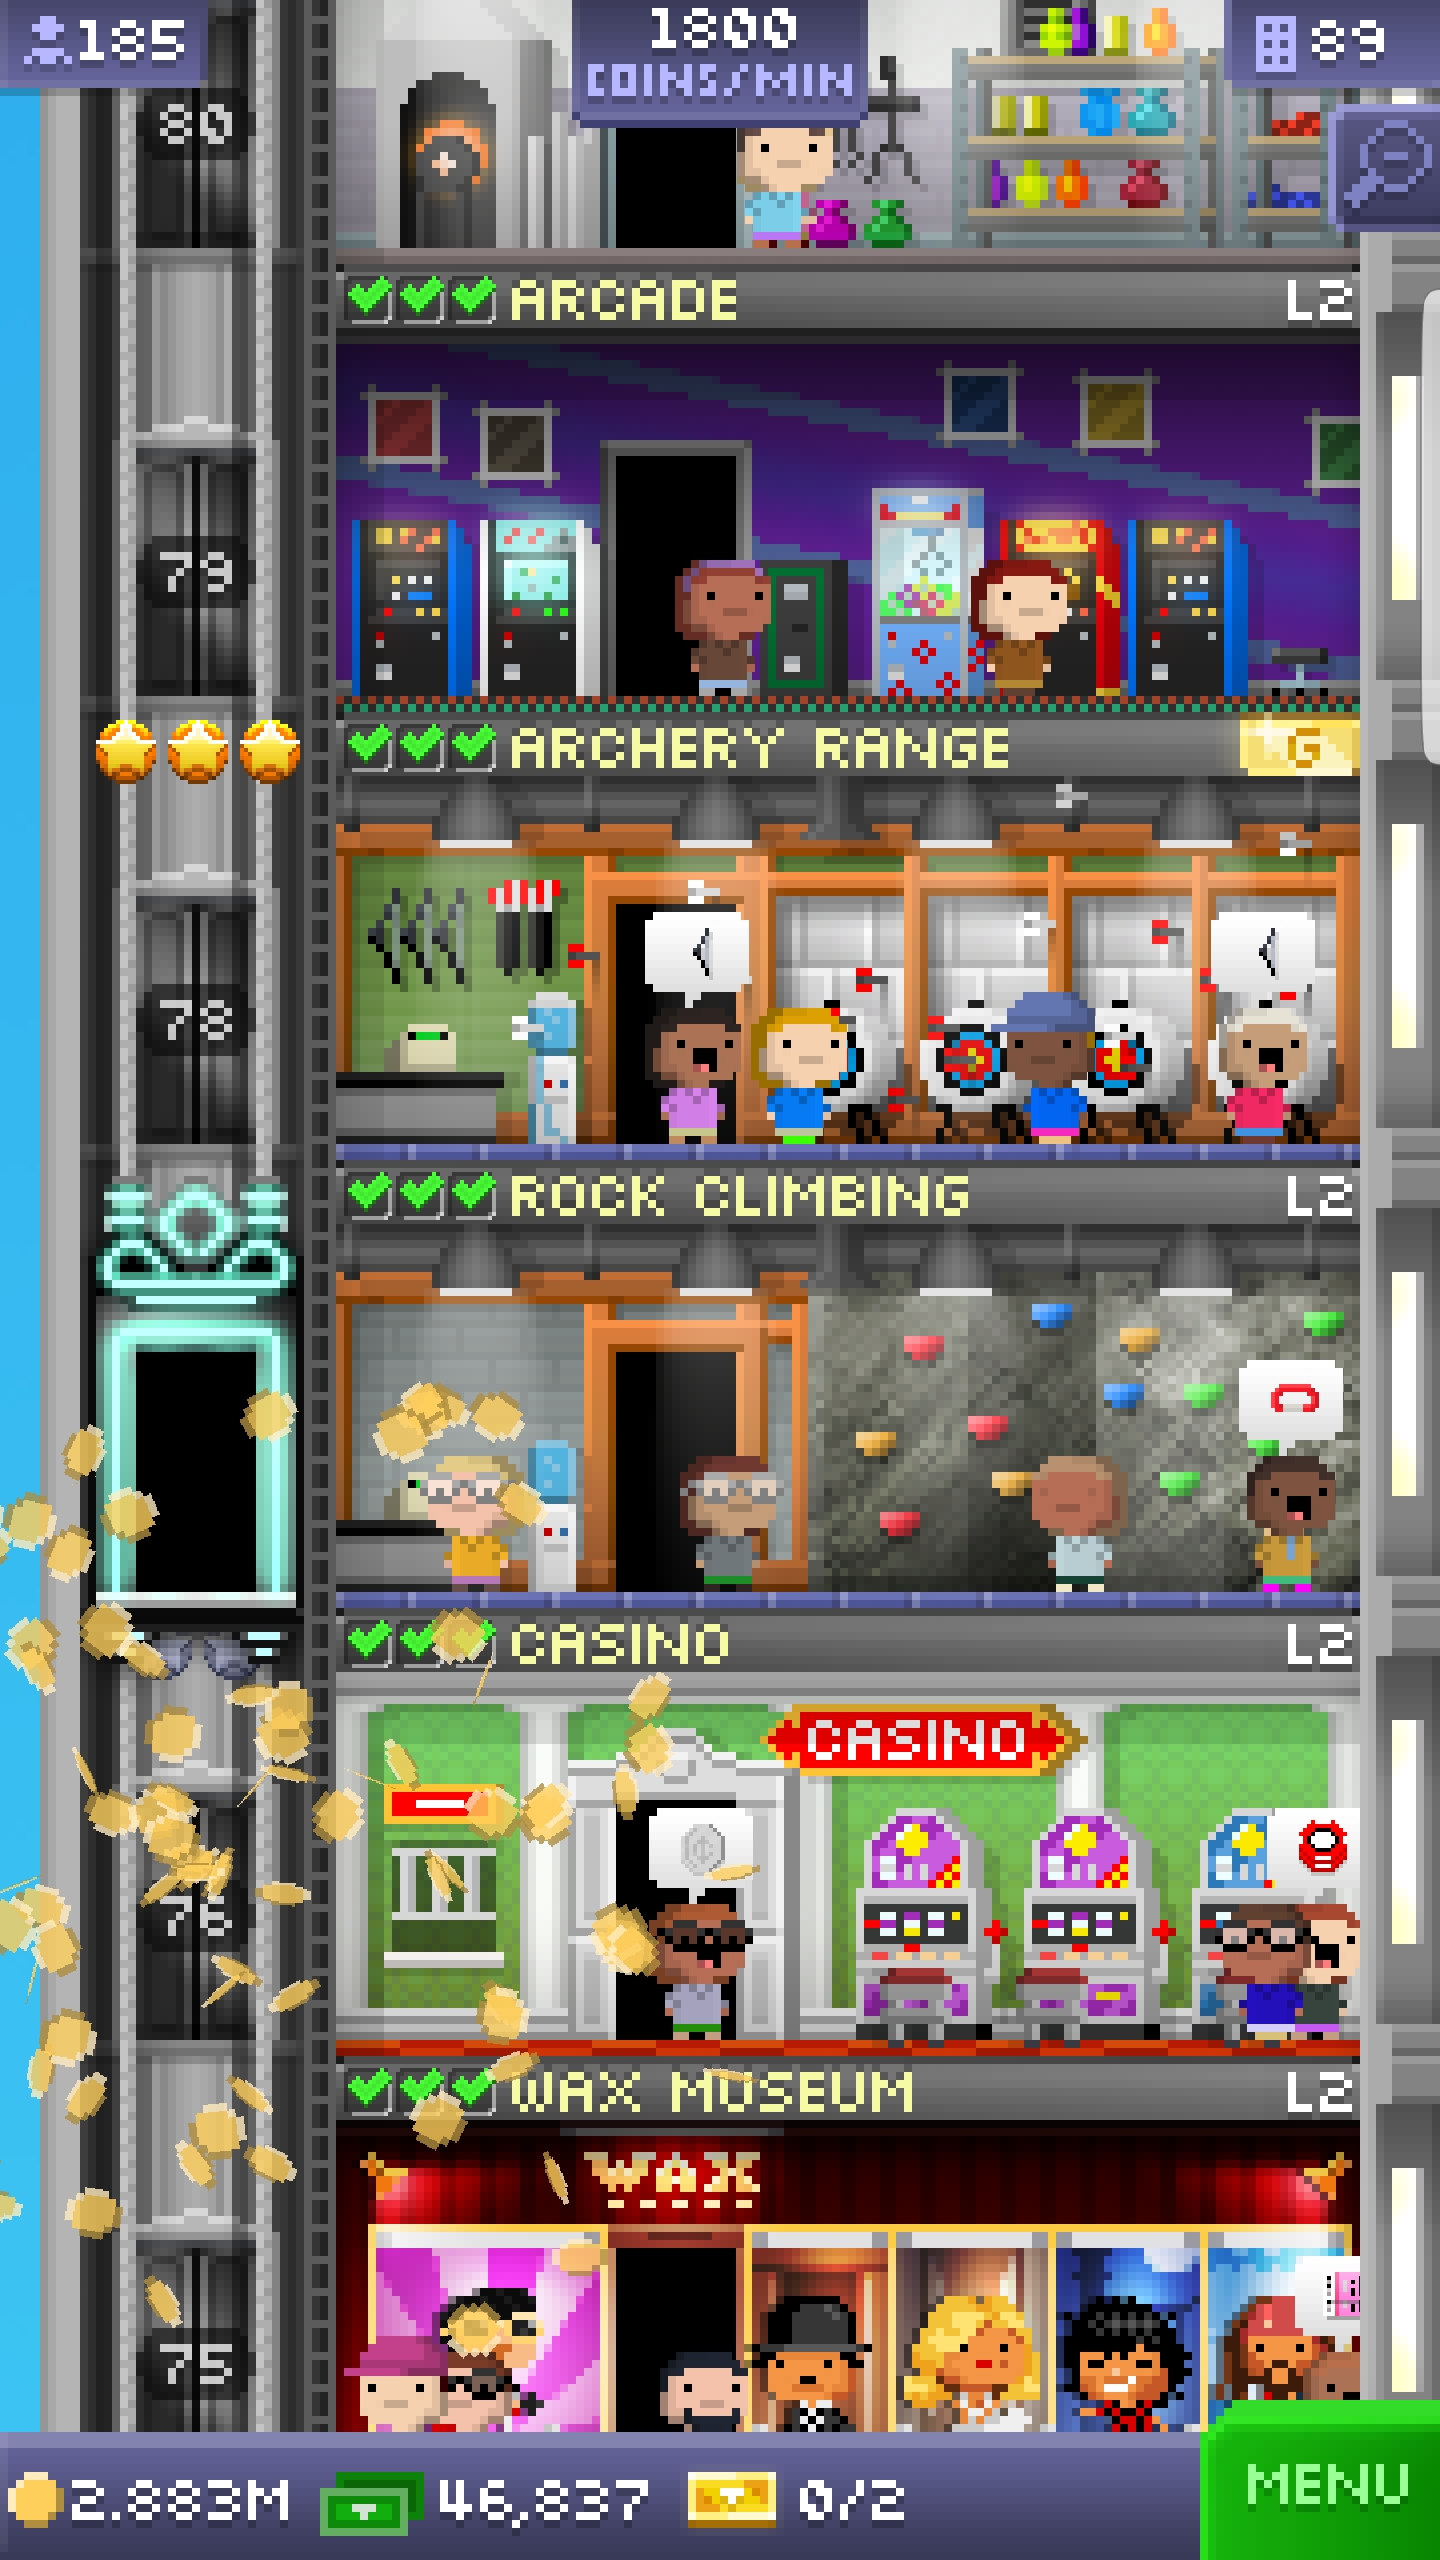 185
1800
COINS/MIN
89
80
ARCADE L2
79
ARCHERY RANGE G
78
ROCK CLIMBING L2
CASINO L2
CASINO
76
WAX MUSEUM L2
WAX
75
2.883M 46,837 0/2
MENU